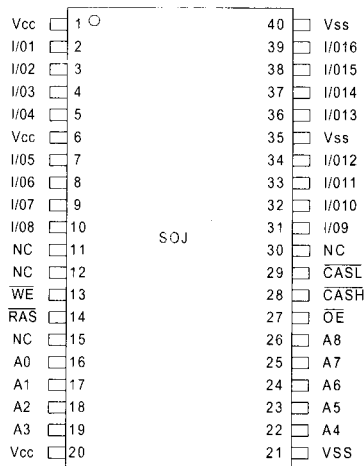 Vcc 1 40 Vss
I/01 2 39 I/016
I/02 3 38 I/015
I/03 4 37 I/014
I/04 5 36 I/013
Vcc 6 35 Vss
I/05 7 34 I/012
I/06 8 33 I/011
I/07 9 32 I/010
I/08 10 31 I/09
SOJ
NC 11 30 NC
NC 12 29 CASL
WE 13 28 CASH
RAS 14 27 OE
NC 15 26 A8
A0 16 25 A7
A1 17 24 A6
A2 18 23 A5
A3 19 22 A4
Vcc 20 21 VSS